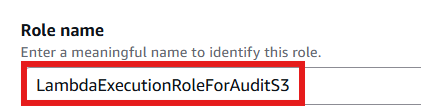 Role name
Enter a meaningful name to identify this role.
LambdaExecutionRoleForAuditS3